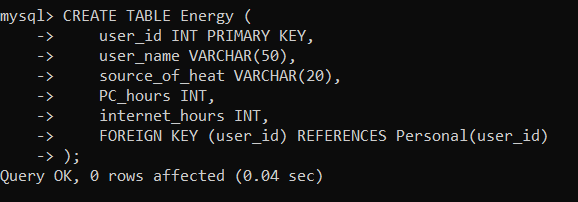 mysql> CREATE TABLE Energy (
    ->     user_id INT PRIMARY KEY,
    ->     user_name VARCHAR(50),
    ->     source_of_heat VARCHAR(20),
    ->     PC_hours INT,
    ->     internet_hours INT,
    ->     FOREIGN KEY (user_id) REFERENCES Personal(user_id)
    -> );
Query OK, 0 rows affected (0.04 sec)